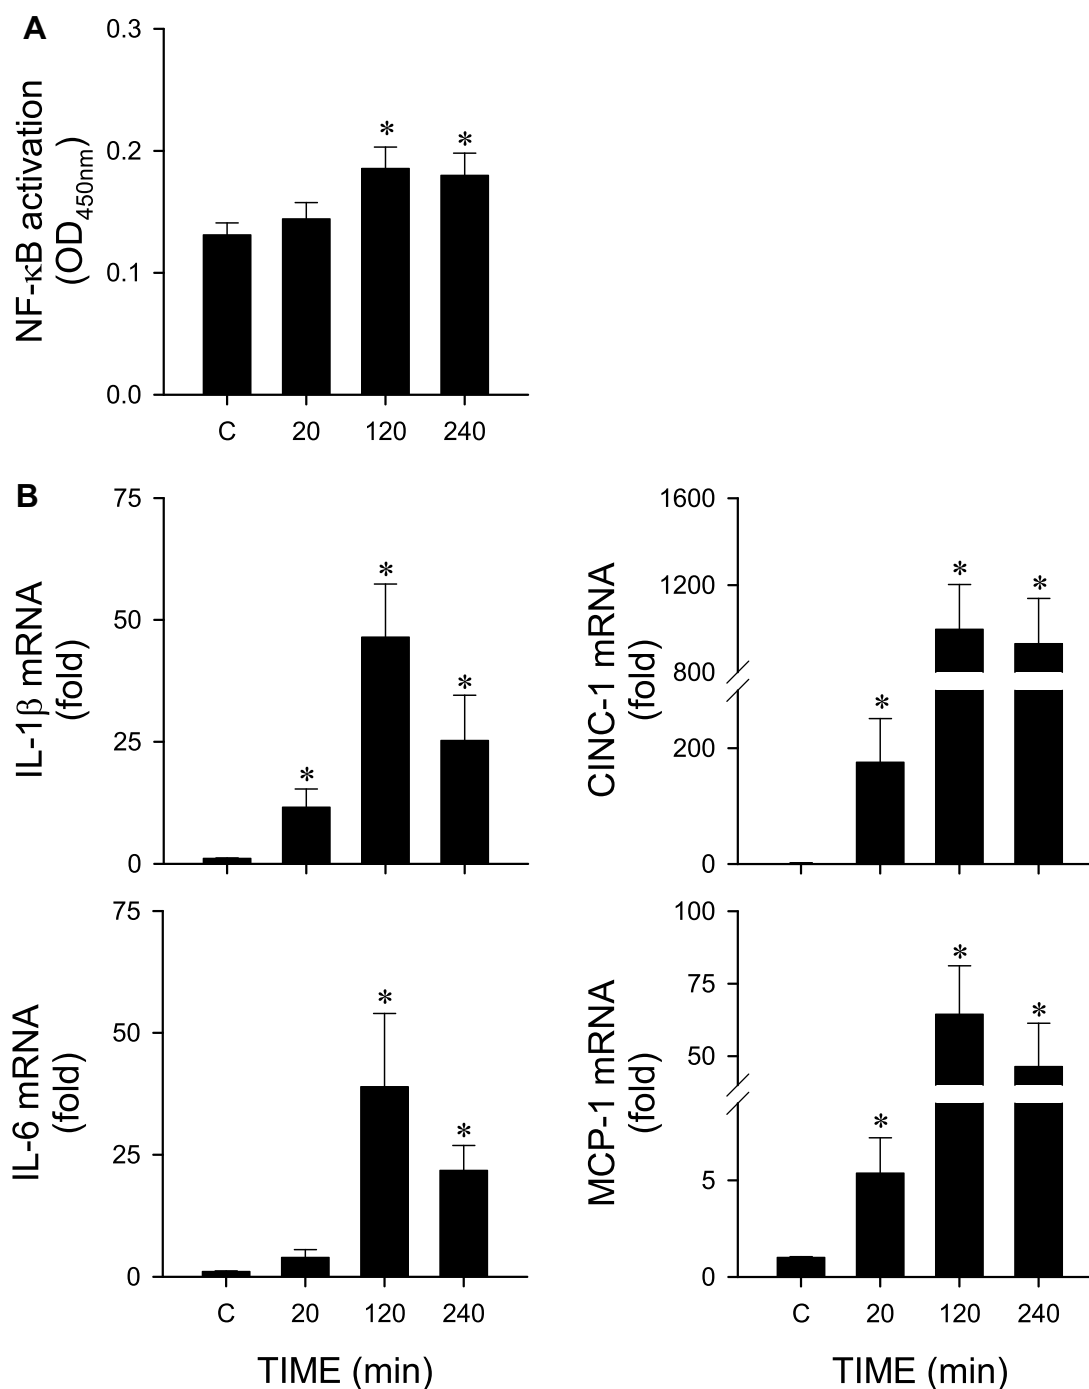 A
NF-κB activation
(OD450nm)
0.3
0.2
0.1
0.0
* *
C 20 120 240
B
IL-1β mRNA
(fold)
75
50
25
0
* * *
CINC-1 mRNA
(fold)
1600
1200
800
200
0
* * *
IL-6 mRNA
(fold)
75
50
25
0
* *
C 20 120 240
TIME (min)
MCP-1 mRNA
(fold)
100
75
50
5
0
* * *
C 20 120 240
TIME (min)